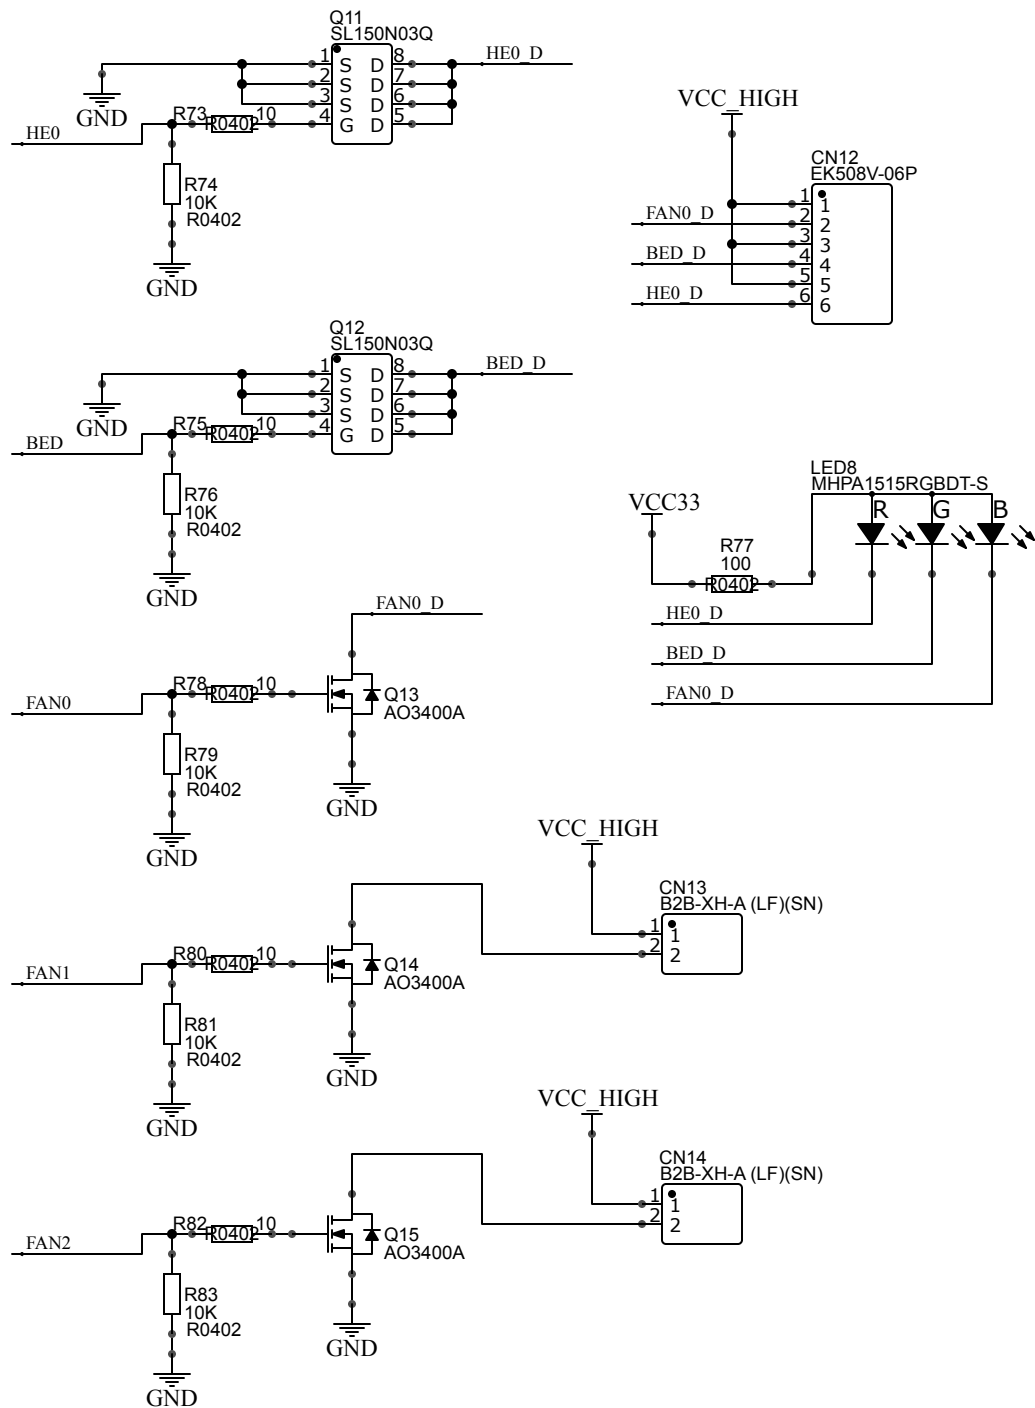 Q11
SL150N03Q
1 S D 8
2 S D 7
3 S D 6
4 G D 5
HE0_D
GND
R73 10
R0402
HE0
R74
10K
R0402
GND
VCC_HIGH
CN12
EK508V-06P
1 1
FAN0_D 2 2
3 3
BED_D 4 4
5 5
HE0_D 6 6
Q12
SL150N03Q
1 S D 8
2 S D 7
3 S D 6
4 G D 5
BED_D
GND
R75 10
R0402
BED
R76
10K
R0402
GND
LED8
MHPA1515RGBDT-S
R G B
VCC33
R77
100
R0402
HE0_D
BED_D
FAN0_D
FAN0_D
R78 10
R0402
FAN0
Q13
AO3400A
R79
10K
R0402
GND
GND
VCC_HIGH
CN13
B2B-XH-A (LF)(SN)
1 1
2 2
R80 10
R0402
FAN1
Q14
AO3400A
R81
10K
R0402
GND
GND
VCC_HIGH
CN14
B2B-XH-A (LF)(SN)
1 1
2 2
R82 10
R0402
FAN2
Q15
AO3400A
R83
10K
R0402
GND
GND